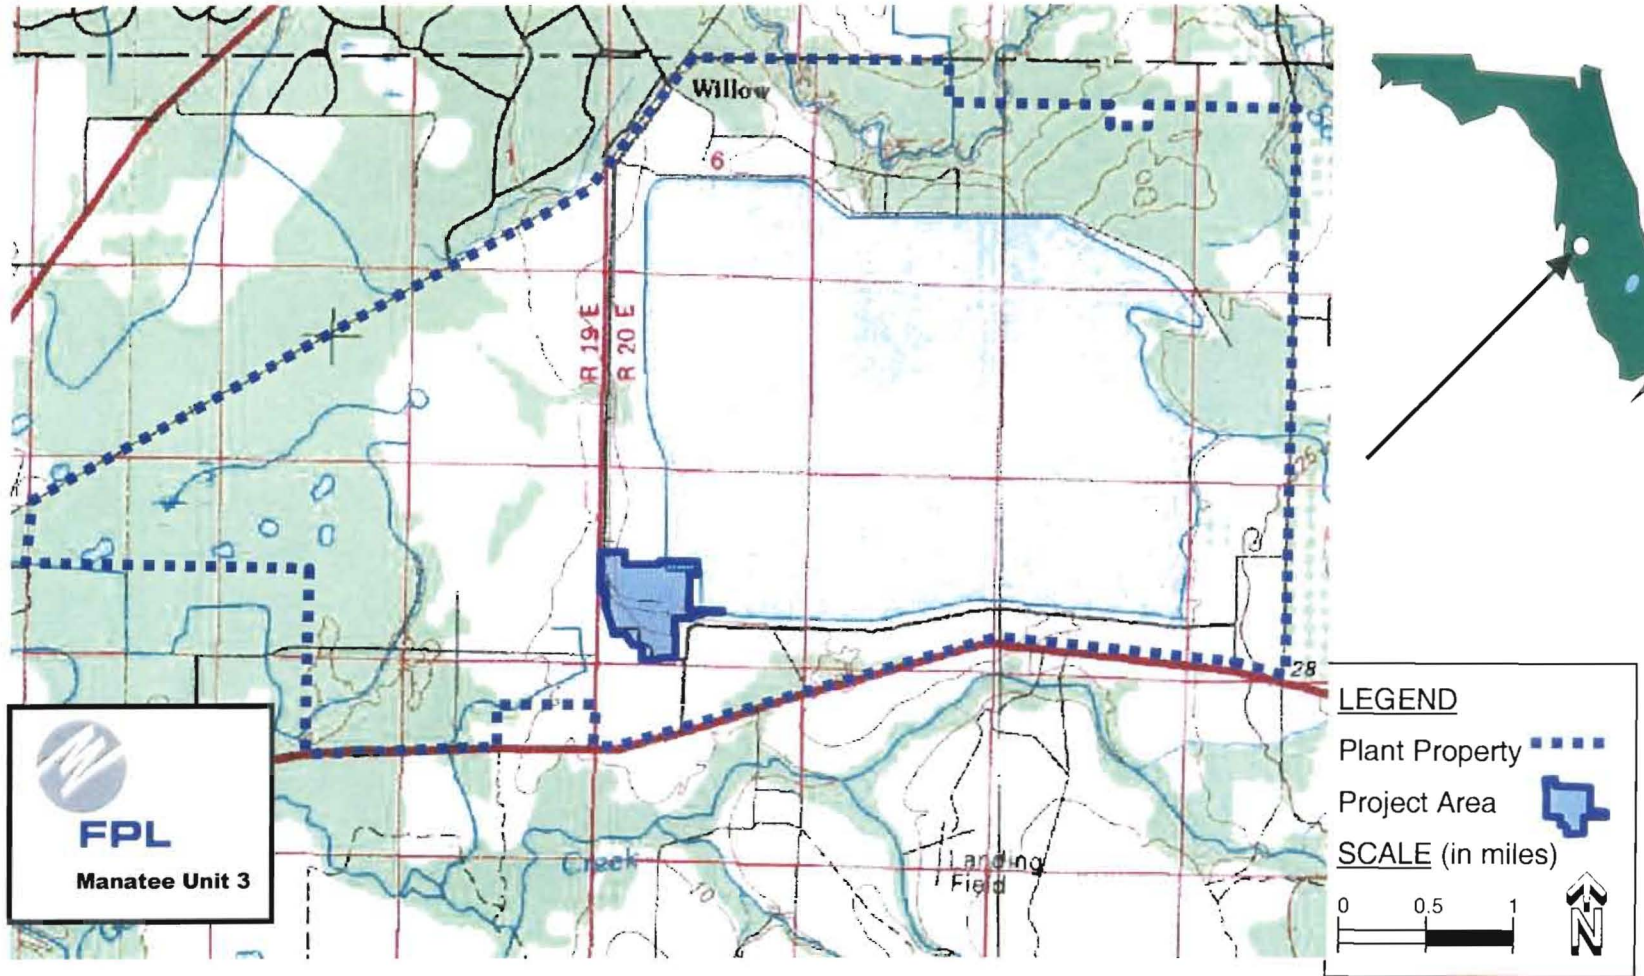 Willow
1
6
R 19 E
R 20 E
26
28
Creek
10
Landing
Field
FPL
Manatee Unit 3
LEGEND
Plant Property
Project Area
SCALE (in miles)
0 0.5 1
N